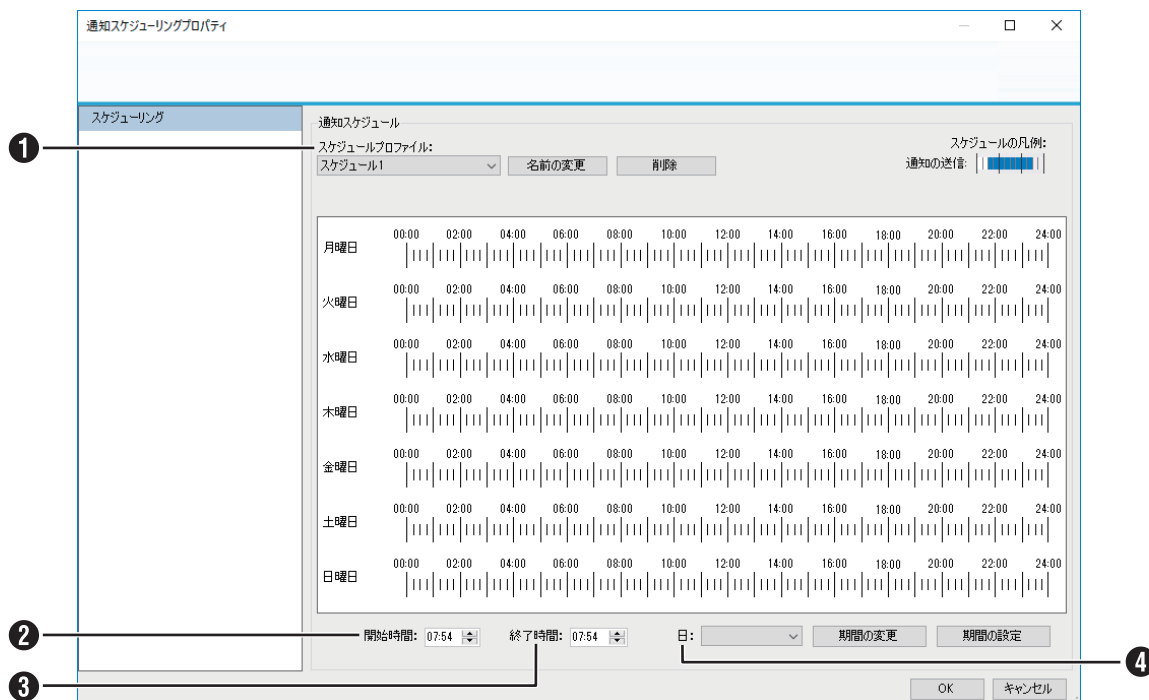 通知スケジューリングプロパティ
スケジューリング
通知スケジュール
❶
スケジュールプロファイル:
スケジュールの凡例:
スケジュール1 名前の変更 削除 通知の送信:
月曜日 00:00 02:00 04:00 06:00 08:00 10:00 12:00 14:00 16:00 18:00 20:00 22:00 24:00
火曜日 00:00 02:00 04:00 06:00 08:00 10:00 12:00 14:00 16:00 18:00 20:00 22:00 24:00
水曜日 00:00 02:00 04:00 06:00 08:00 10:00 12:00 14:00 16:00 18:00 20:00 22:00 24:00
木曜日 00:00 02:00 04:00 06:00 08:00 10:00 12:00 14:00 16:00 18:00 20:00 22:00 24:00
金曜日 00:00 02:00 04:00 06:00 08:00 10:00 12:00 14:00 16:00 18:00 20:00 22:00 24:00
土曜日 00:00 02:00 04:00 06:00 08:00 10:00 12:00 14:00 16:00 18:00 20:00 22:00 24:00
日曜日 00:00 02:00 04:00 06:00 08:00 10:00 12:00 14:00 16:00 18:00 20:00 22:00 24:00
❷ 開始時間: 07:54 終了時間: 07:54 日: 期間の変更 期間の設定
❹
❸
OK キャンセル